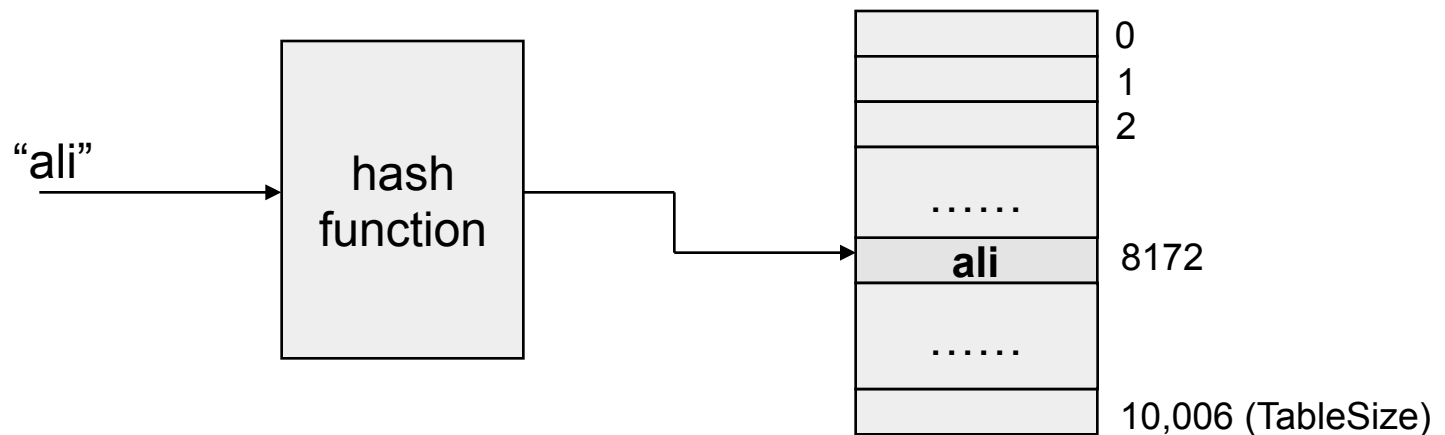 “ali”
hash
function
0
1
2
......
ali
8172
......
10,006 (TableSize)